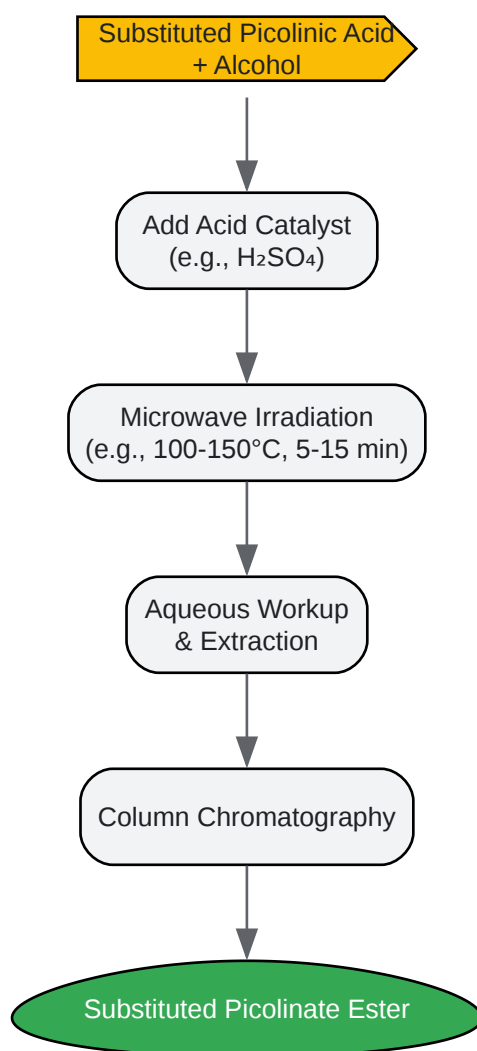 Substituted Picolinic Acid
+ Alcohol
Add Acid Catalyst
(e.g., H₂SO₄)
Microwave Irradiation
(e.g., 100-150°C, 5-15 min)
Aqueous Workup
& Extraction
Column Chromatography
Substituted Picolinate Ester